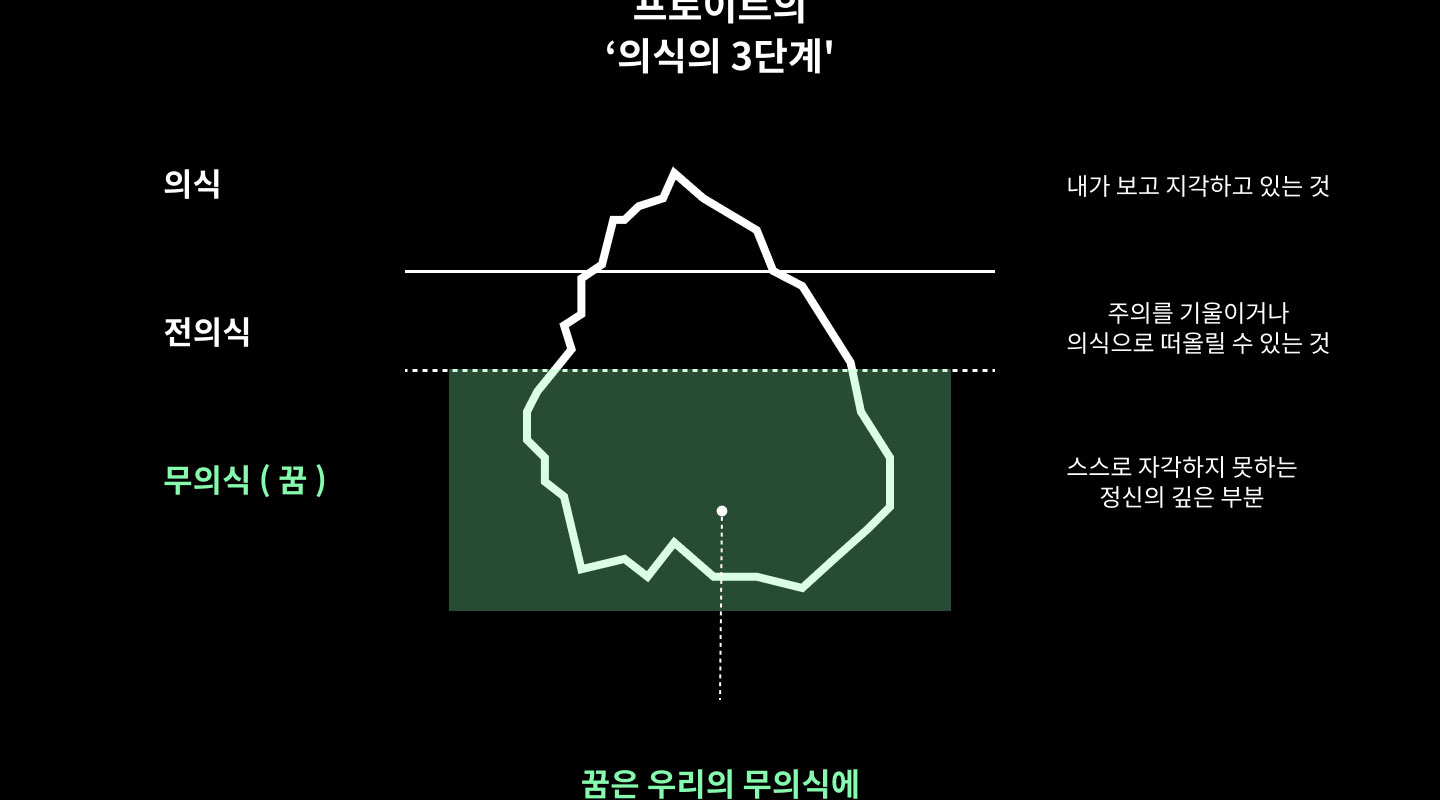 프로이트의
‘의식의 3단계'
의식
내가 보고 지각하고 있는 것
전의식
주의를 기울이거나
의식으로 떠올릴 수 있는 것
무의식 ( 꿈 )
스스로 자각하지 못하는
정신의 깊은 부분
꿈은 우리의 무의식에